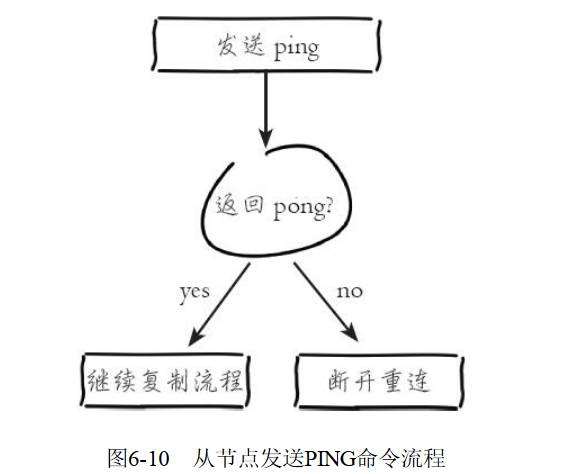 发送 ping
返回 pong?
yes
no
继续复制流程
断开重连
图6-10 从节点发送PING命令流程